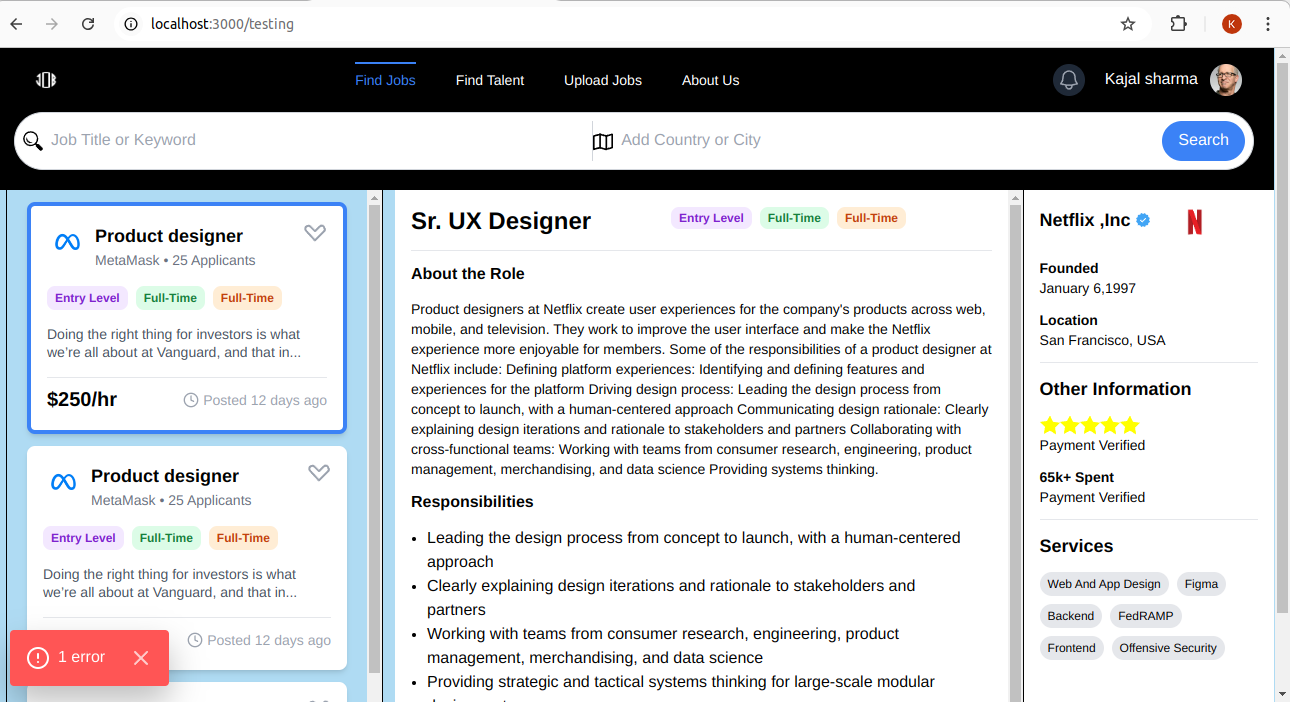 localhost:3000/testing
K
JOB
Find Jobs
Find Talent
Upload Jobs
About Us
Kajal sharma
Job Title or Keyword
Add Country or City
Search
Product designer
MetaMask • 25 Applicants
Entry Level Full-Time Full-Time
Doing the right thing for investors is what
we're all about at Vanguard, and that in...
$250/hr
Posted 12 days ago
Product designer
MetaMask • 25 Applicants
Entry Level Full-Time Full-Time
Doing the right thing for investors is what
we're all about at Vanguard, and that in...
Posted 12 days ago
1 error
Sr. UX Designer
Entry Level Full-Time Full-Time
About the Role
Product designers at Netflix create user experiences for the company's products across web,
mobile, and television. They work to improve the user interface and make the Netflix
experience more enjoyable for members. Some of the responsibilities of a product designer at
Netflix include: Defining platform experiences: Identifying and defining features and
experiences for the platform Driving design process: Leading the design process from
concept to launch, with a human-centered approach Communicating design rationale: Clearly
explaining design iterations and rationale to stakeholders and partners Collaborating with
cross-functional teams: Working with teams from consumer research, engineering, product
management, merchandising, and data science Providing systems thinking.
Responsibilities
• Leading the design process from concept to launch, with a human-centered
approach
• Clearly explaining design iterations and rationale to stakeholders and
partners
• Working with teams from consumer research, engineering, product
management, merchandising, and data science
• Providing strategic and tactical systems thinking for large-scale modular
Netflix ,Inc
N
Founded
January 6,1997
Location
San Francisco, USA
Other Information
Payment Verified
65k+ Spent
Payment Verified
Services
Web And App Design Figma
Backend FedRAMP
Frontend Offensive Security